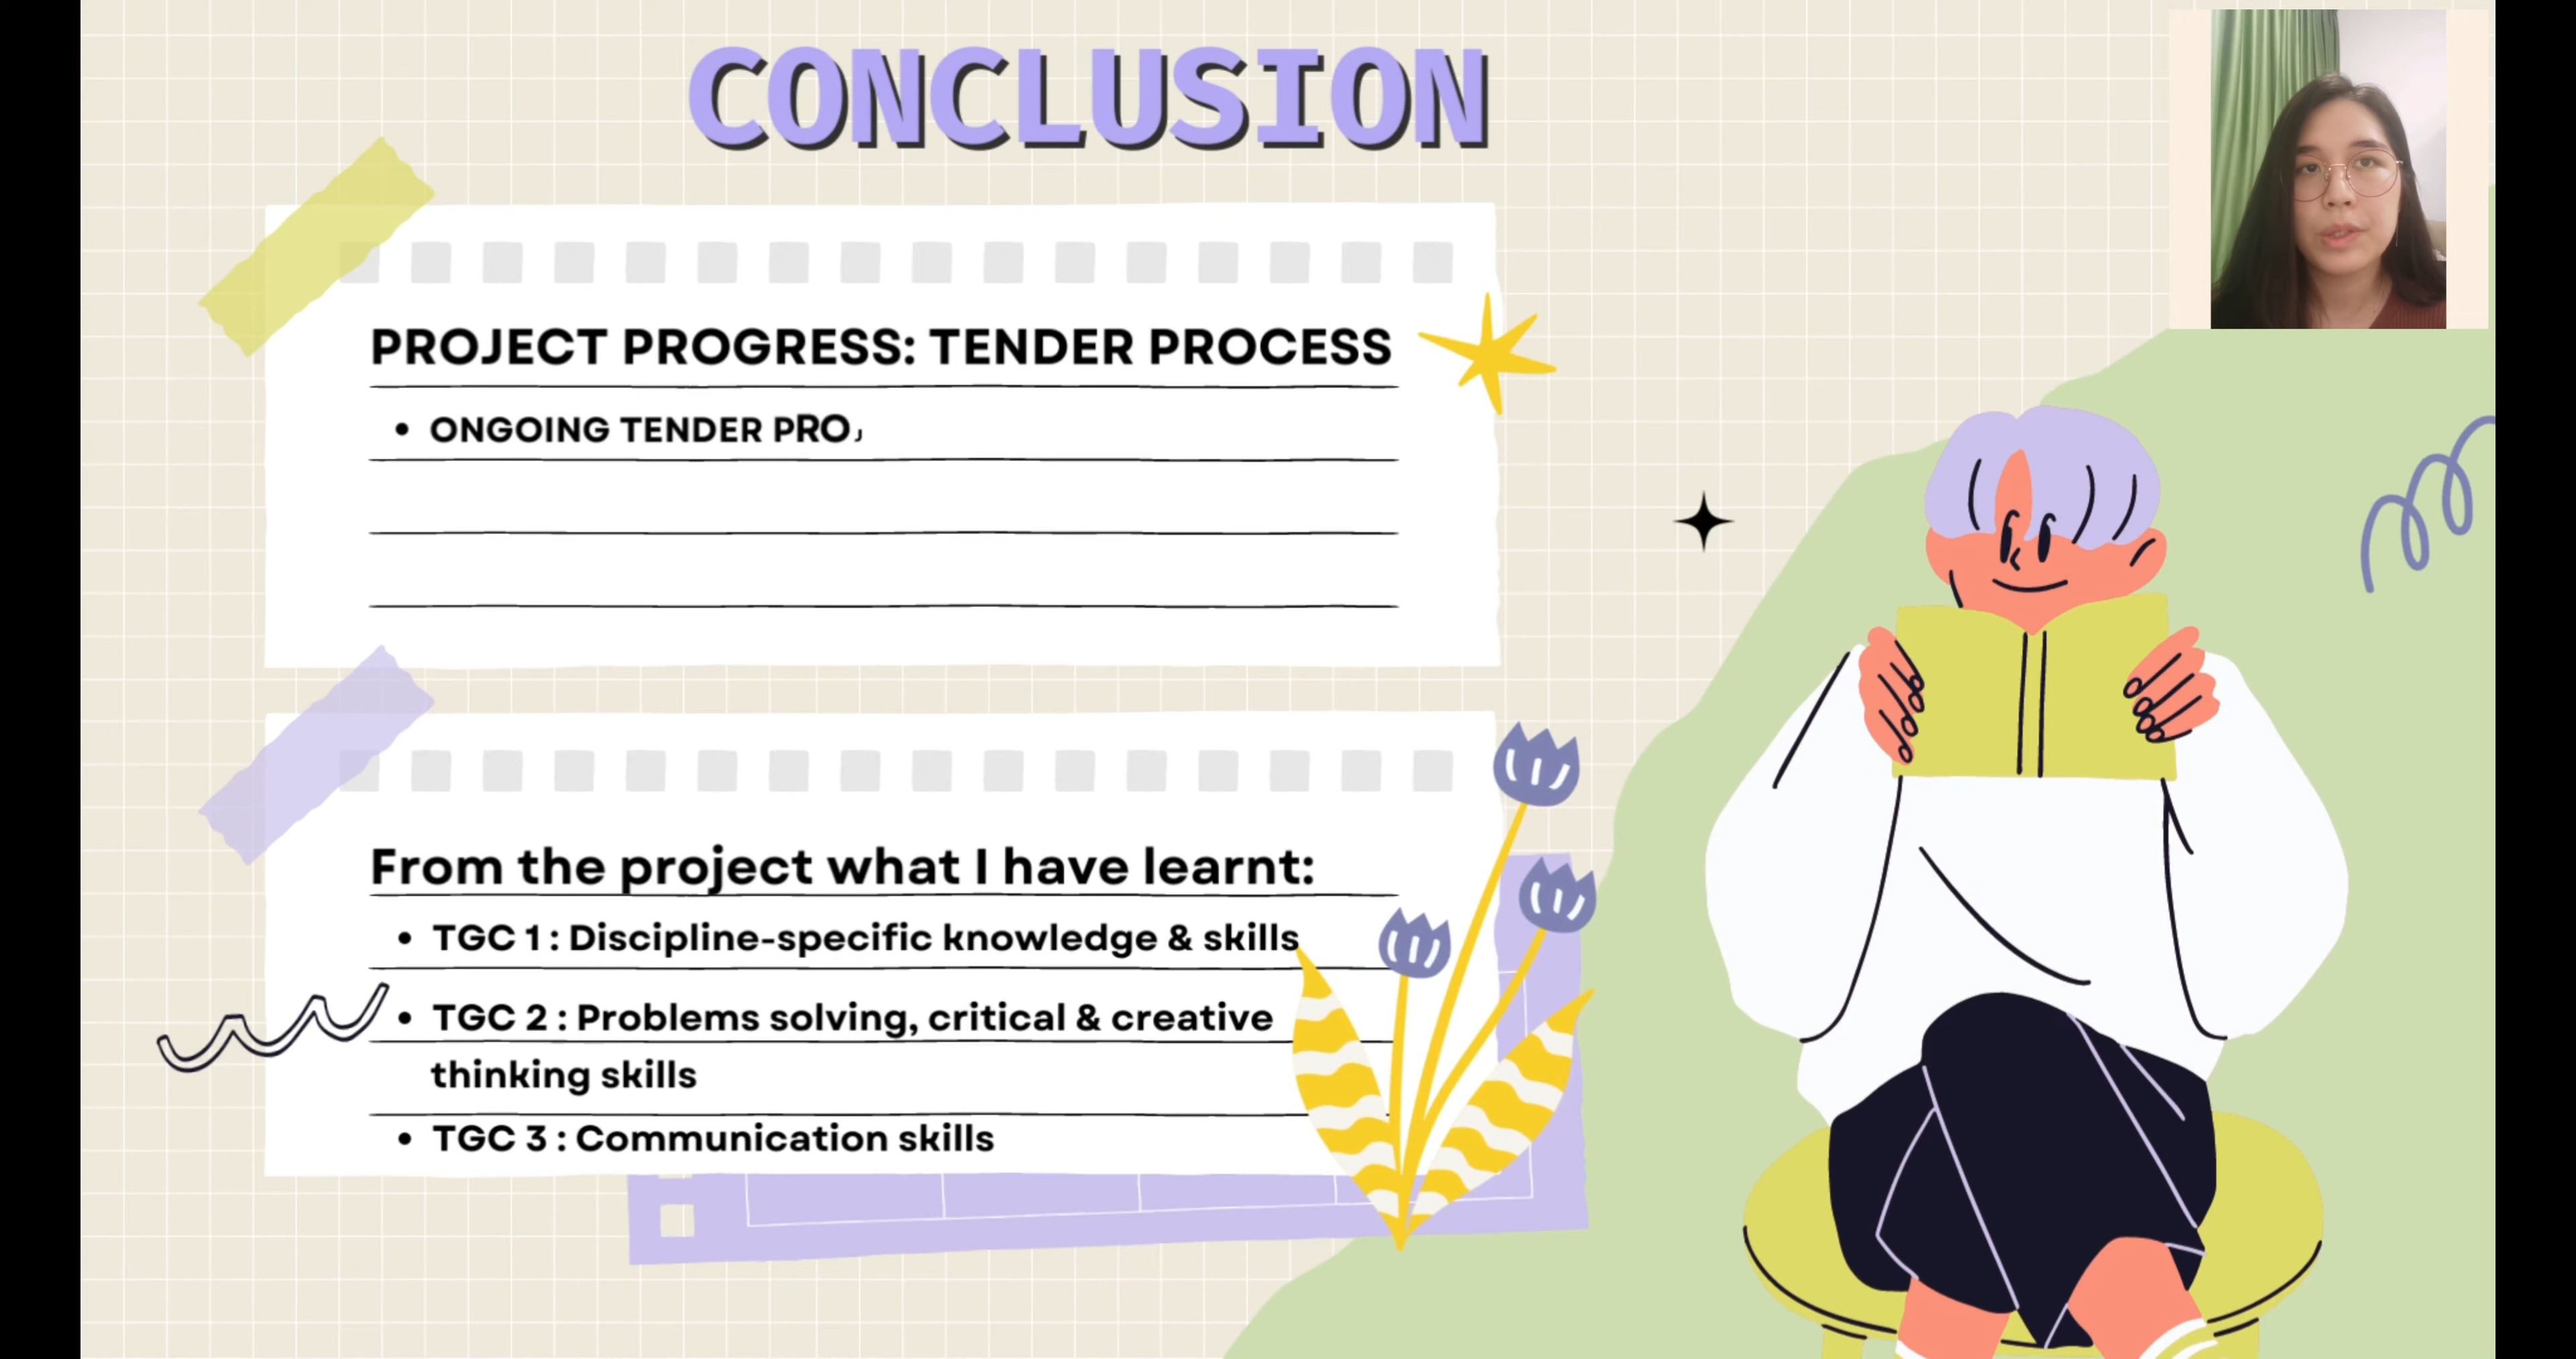 CONCLUSION
PROJECT PROGRESS: TENDER PROCESS
• ONGOING TENDER PRO
From the project what I have learnt:
• TGC 1 : Discipline-specific knowledge & skills
• TGC 2 : Problems solving, critical & creative
thinking skills
• TGC 3 : Communication skills